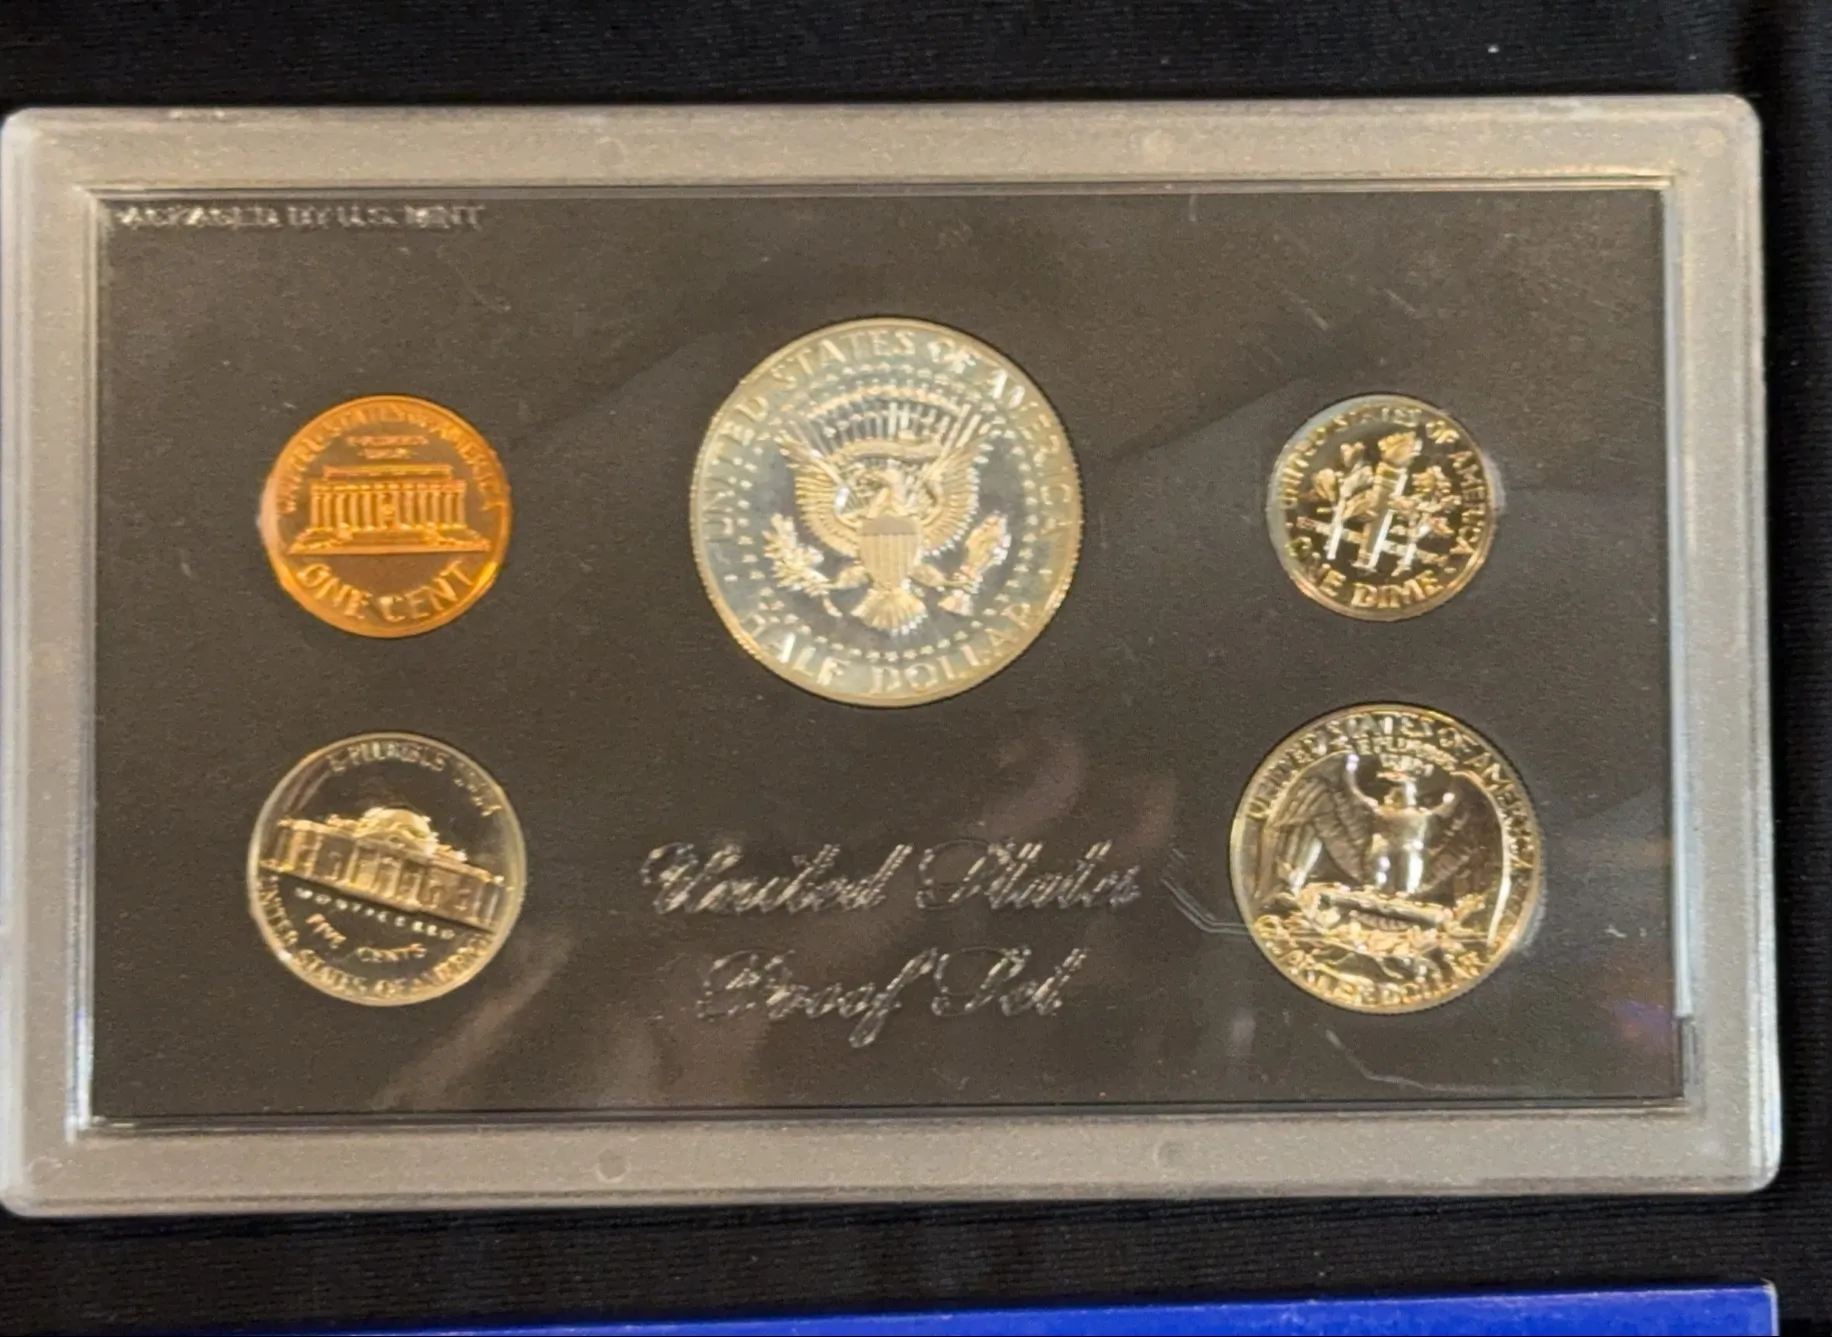 PACKAGED BY U.S. MINT
UNITED STATES OF AMERICA
HALF DOLLAR
UNITED STATES OF AMERICA
ONE CENT
UNITED STATES OF AMERICA
ONE DIME
E PLURIBUS UNUM
MONTICELLO
FIVE CENTS
UNITED STATES OF AMERICA
UNITED STATES OF AMERICA
E PLURIBUS
UNUM
QUARTER DOLLAR
United States
Proof Set